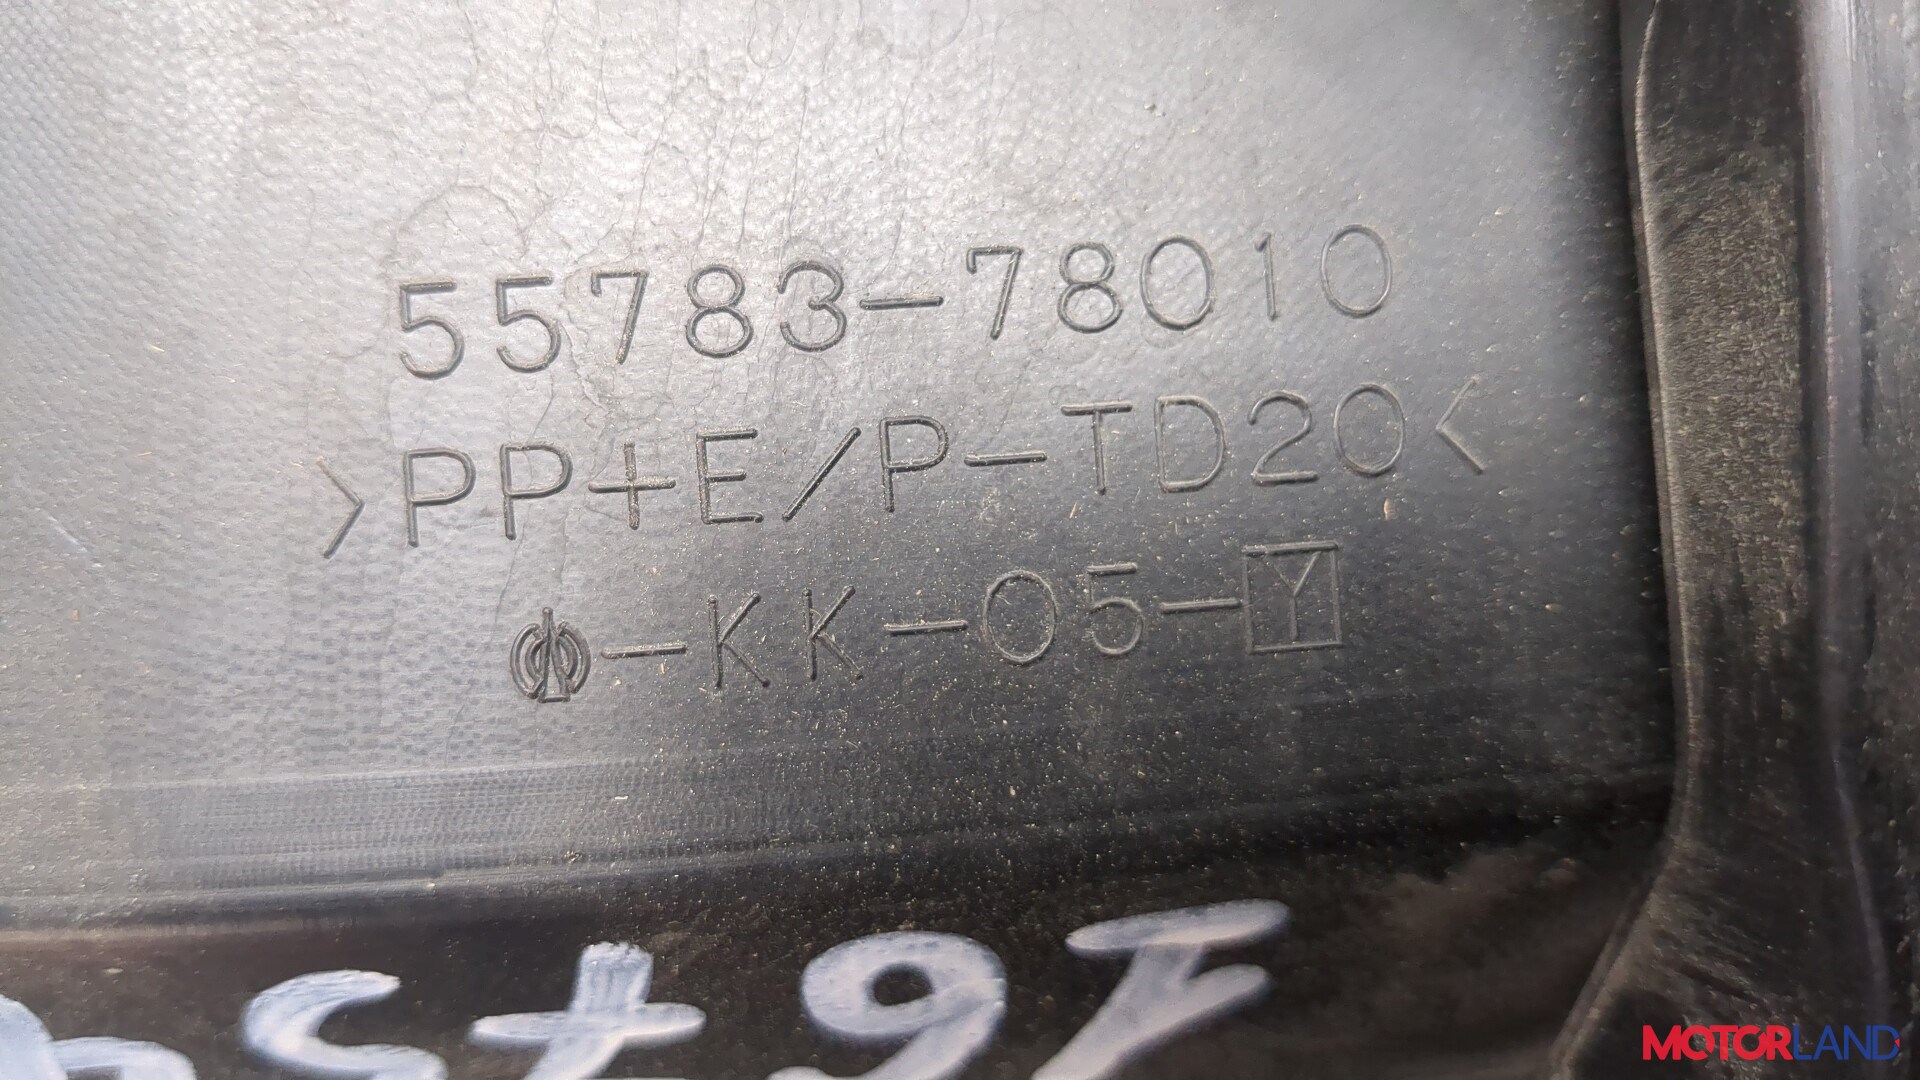 55783-78010
>PP+E/P-TD20<
-KK-05-Y
MOTORLAND